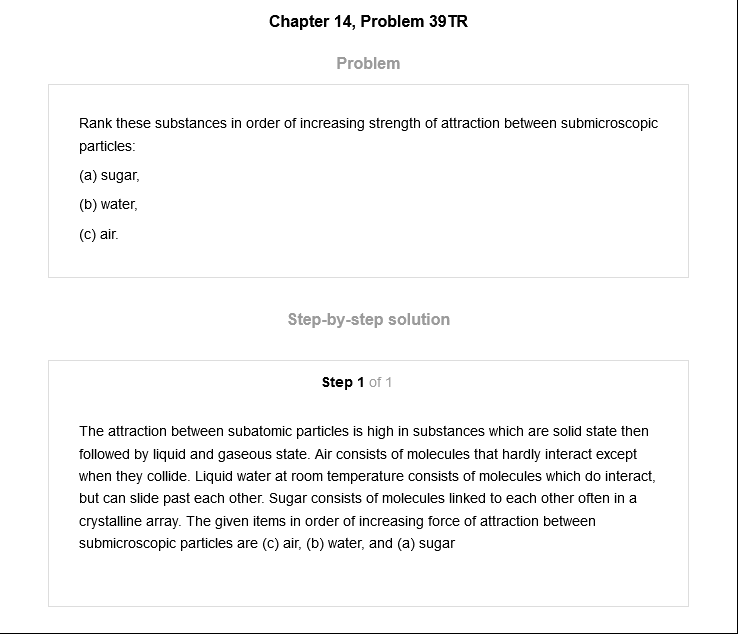 Chapter 14, Problem 39TR
Problem
Rank these substances in order of increasing strength of attraction between submicroscopic
particles:
(a) sugar,
(b) water,
(c) air.
Step-by-step solution
Step 1 of 1
The attraction between subatomic particles is high in substances which are solid state then
followed by liquid and gaseous state. Air consists of molecules that hardly interact except
when they collide. Liquid water at room temperature consists of molecules which do interact,
but can slide past each other. Sugar consists of molecules linked to each other often in a
crystalline array. The given items in order of increasing force of attraction between
submicroscopic particles are (c) air, (b) water, and (a) sugar